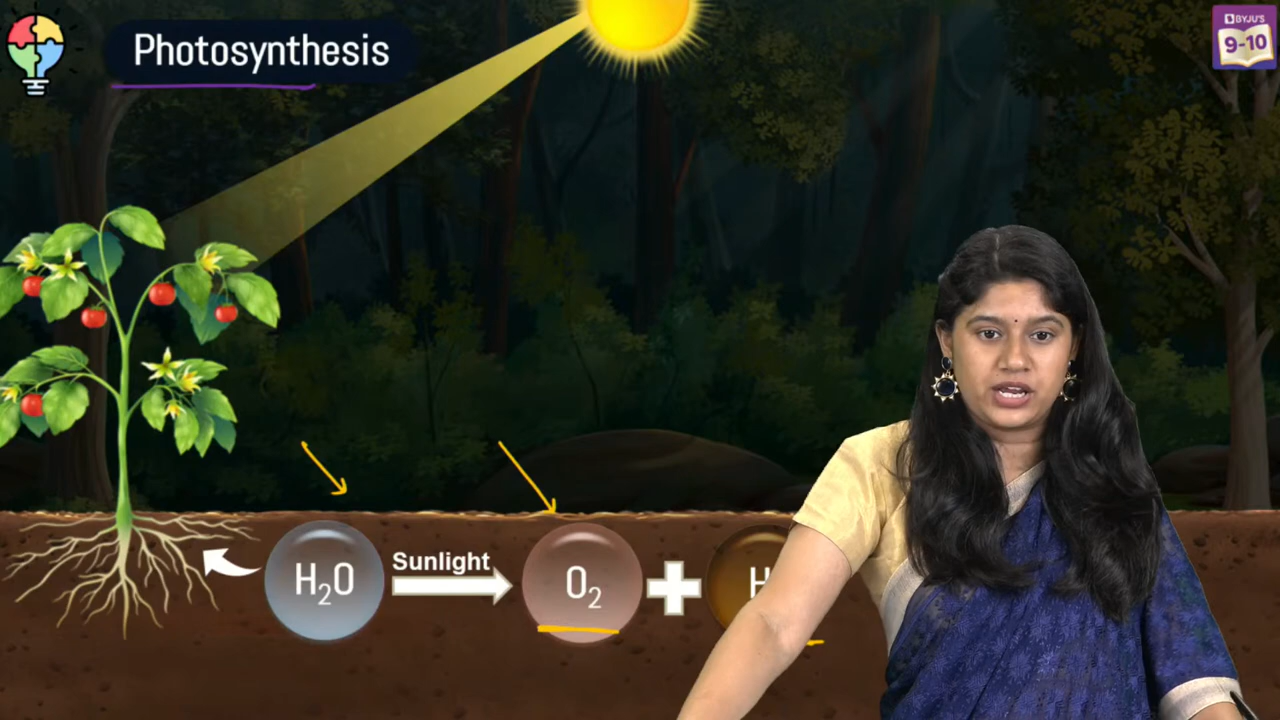 Photosynthesis
BYJU'S
9-10
H₂O
Sunlight
O₂
H